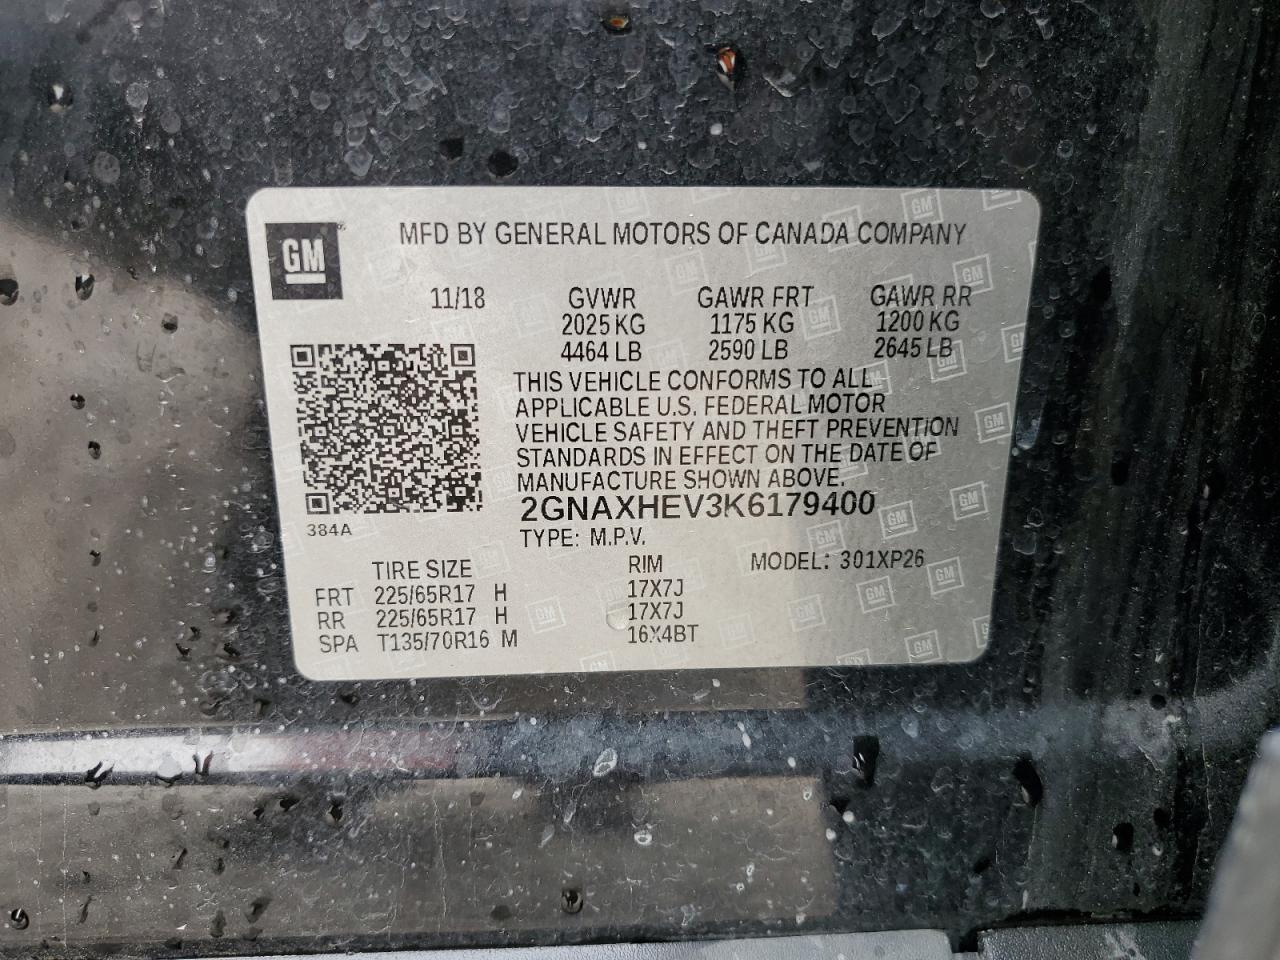 GM
MFD BY GENERAL MOTORS OF CANADA COMPANY
11/18 GVWR GAWR FRT GAWR RR
2025 KG 1175 KG 1200 KG
4464 LB 2590 LB 2645 LB
THIS VEHICLE CONFORMS TO ALL
APPLICABLE U.S. FEDERAL MOTOR
VEHICLE SAFETY AND THEFT PREVENTION
STANDARDS IN EFFECT ON THE DATE OF
MANUFACTURE SHOWN ABOVE.
2GNAXHEV3K6179400
384A
TYPE: M.P.V.
TIRE SIZE RIM MODEL: 301XP26
FRT 225/65R17 H 17X7J
RR 225/65R17 H 17X7J
SPA T135/70R16 M 16X4BT